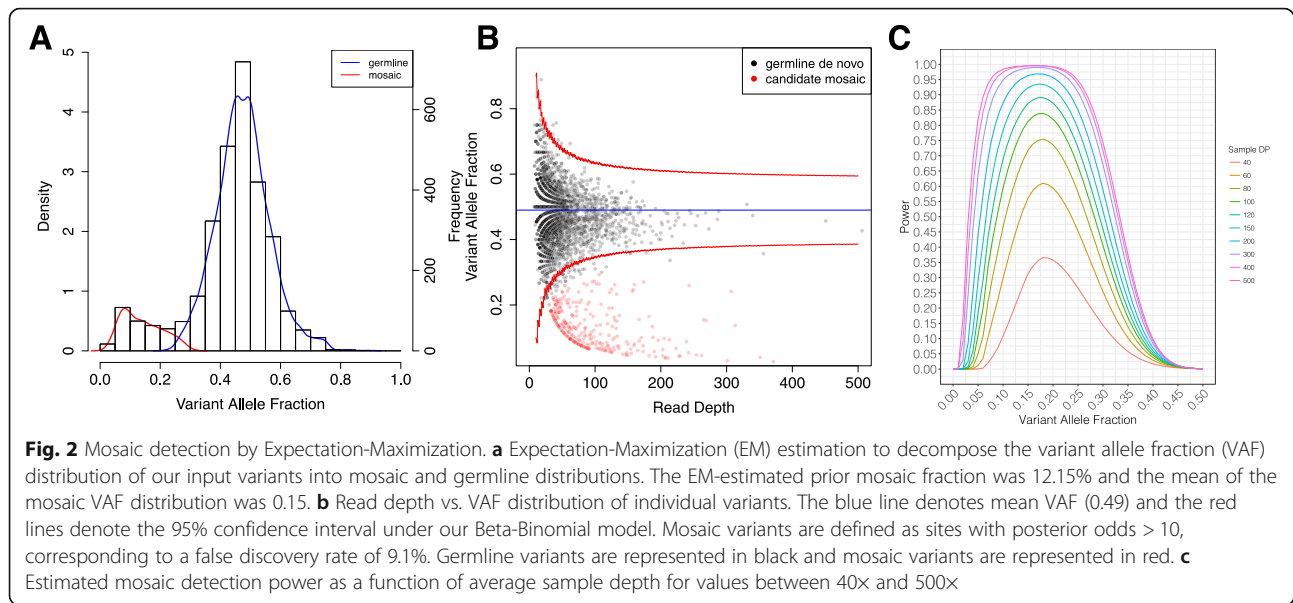 A
germline
mosaic
Density
0 1 2 3 4 5
0 200 400 600
Frequency
0.0 0.2 0.4 0.6 0.8 1.0
Variant Allele Fraction
B
germline de novo
candidate mosaic
Variant Allele Fraction
0.2 0.4 0.6 0.8
0 100 200 300 400 500
Read Depth
C
Power
1.00
0.95
0.90
0.85
0.80
0.75
0.70
0.65
0.60
0.55
0.50
0.45
0.40
0.35
0.30
0.25
0.20
0.15
0.10
0.05
0.00
0.00 0.05 0.10 0.15 0.20 0.25 0.30 0.35 0.40 0.45 0.50
Variant Allele Fraction
Sample DP
40
60
80
100
120
150
200
300
400
500
Fig. 2 Mosaic detection by Expectation-Maximization. a Expectation-Maximization (EM) estimation to decompose the variant allele fraction (VAF)
distribution of our input variants into mosaic and germline distributions. The EM-estimated prior mosaic fraction was 12.15% and the mean of the
mosaic VAF distribution was 0.15. b Read depth vs. VAF distribution of individual variants. The blue line denotes mean VAF (0.49) and the red
lines denote the 95% confidence interval under our Beta-Binomial model. Mosaic variants are defined as sites with posterior odds > 10,
corresponding to a false discovery rate of 9.1%. Germline variants are represented in black and mosaic variants are represented in red. c
Estimated mosaic detection power as a function of average sample depth for values between 40× and 500×